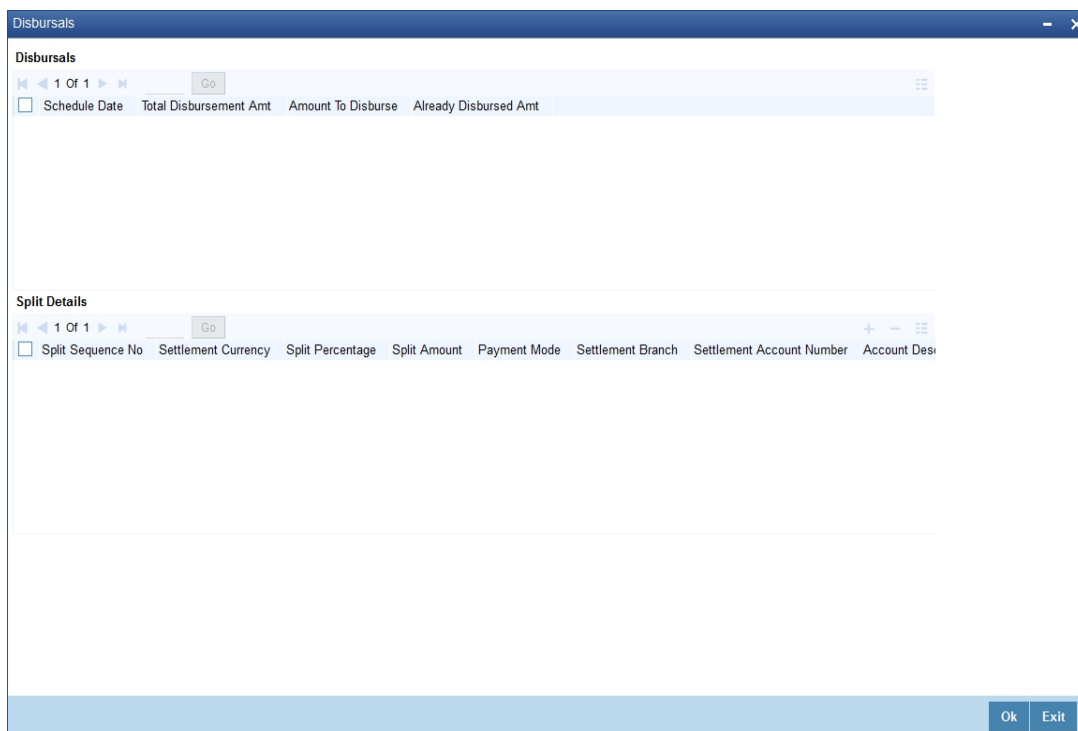 Disbursals
Disbursals
1 Of 1 Go
Schedule Date Total Disbursement Amt Amount To Disburse Already Disbursed Amt
Split Details
1 Of 1 Go
Split Sequence No Settlement Currency Split Percentage Split Amount Payment Mode Settlement Branch Settlement Account Number Account Desc
Ok Exit